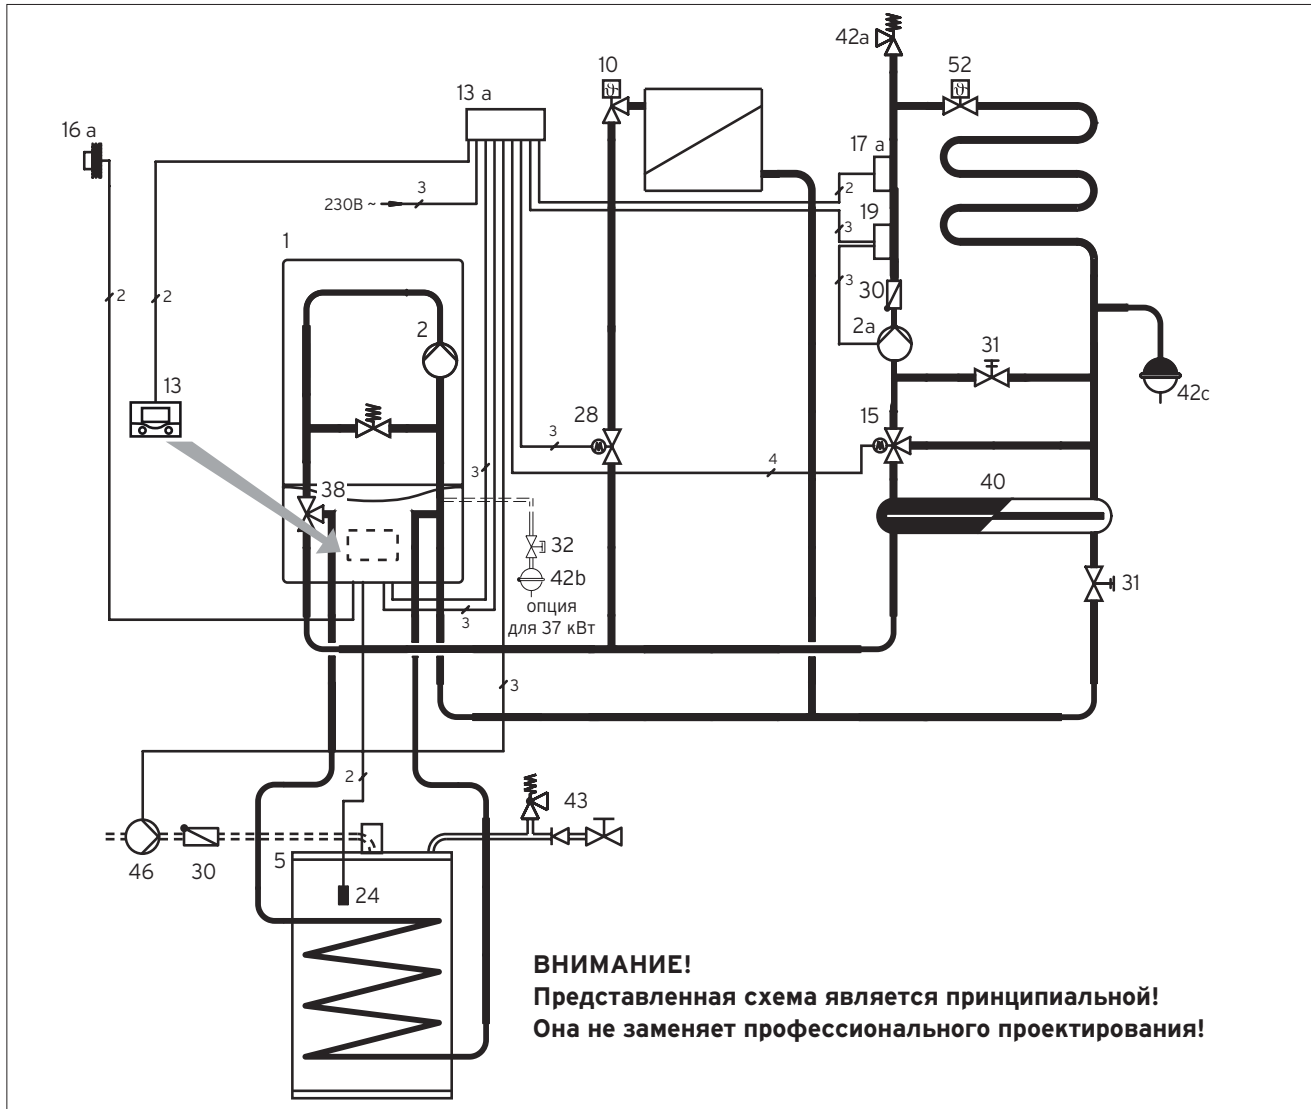 42a
10
52
13 a
16 a
17 a
3
2
230В ~
19
1
3
3
2
2
30
2
2a
31
13
42c
28
15
3
3
4
38
40
32
42b
31
3
опция
для 37 кВт
3
2
43
5
46
30
24
ВНИМАНИЕ!
Представленная схема является принципиальной!
Она не заменяет профессионального проектирования!